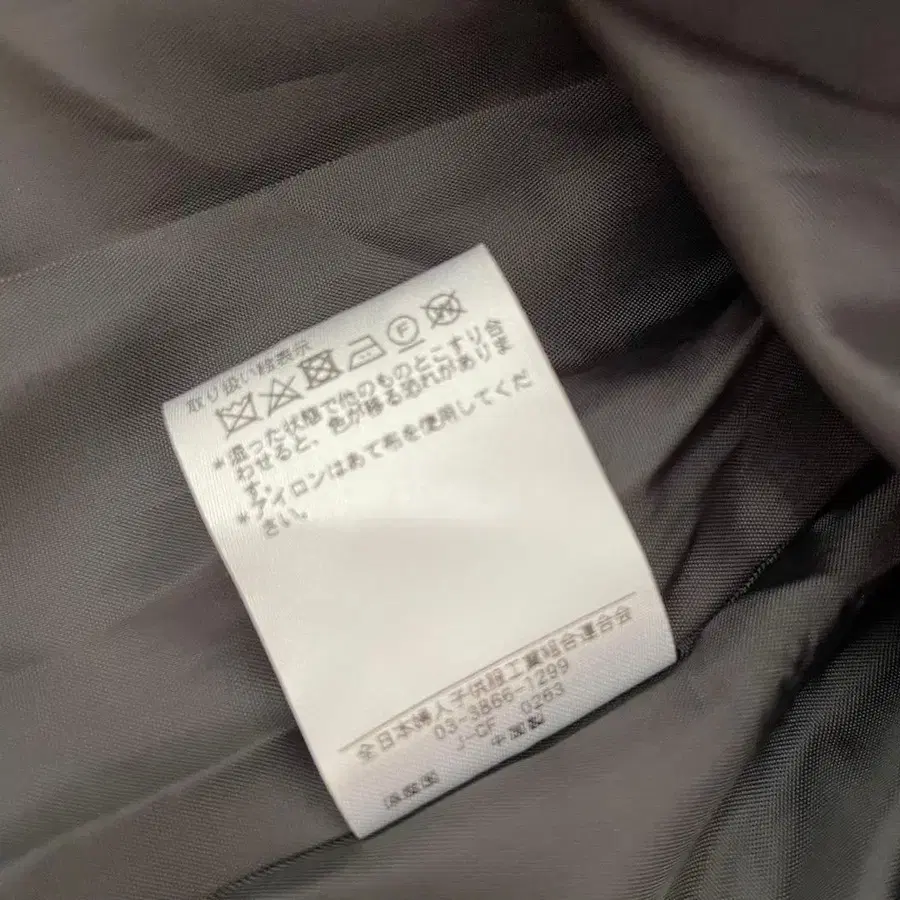 取り扱い絵表示
F W
*湿った状態で他のものとこすり合
わせると、色が移る恐れがありま
す。
*アイロンはあて布を使用してくだ
さい。
全日本婦人子供服工業組合連合会
03-3866-1299
J-CF 0263
中国製